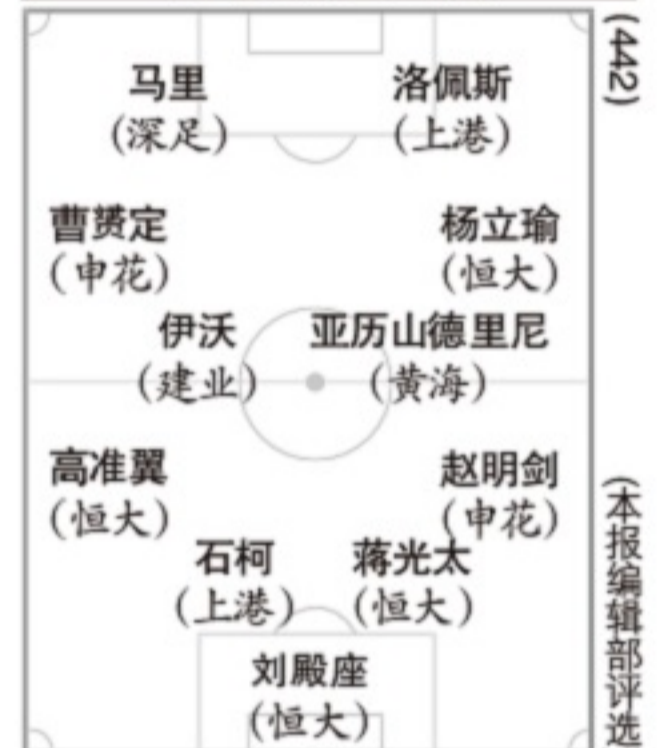 (442)
马里
(深足)
洛佩斯
(上港)
曹赟定
(申花)
杨立瑜
(恒大)
伊沃
(建业)
亚历山德里尼
(黄海)
高准翼
(恒大)
赵明剑
(申花)
石柯
(上港)
蒋光太
(恒大)
刘殿座
(恒大)
(本报编辑部评选